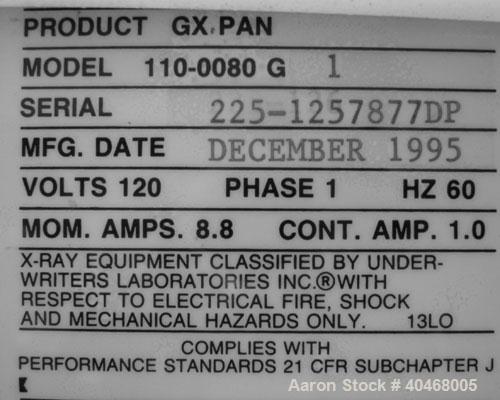 PRODUCT GX.PAN
MODEL 110-0080 G 1
SERIAL 225-1257877DP
MFG. DATE DECEMBER 1995
VOLTS 120 PHASE 1 HZ 60
MOM. AMPS. 8.8 CONT. AMP. 1.0
X-RAY EQUIPMENT CLASSIFIED BY UNDER-
WRITERS LABORATORIES INC.®WITH
RESPECT TO ELECTRICAL FIRE, SHOCK
AND MECHANICAL HAZARDS ONLY. 13LO
COMPLIES WITH
PERFORMANCE STANDARDS 21 CFR SUBCHAPTER J
Aaron Stock # 40468005